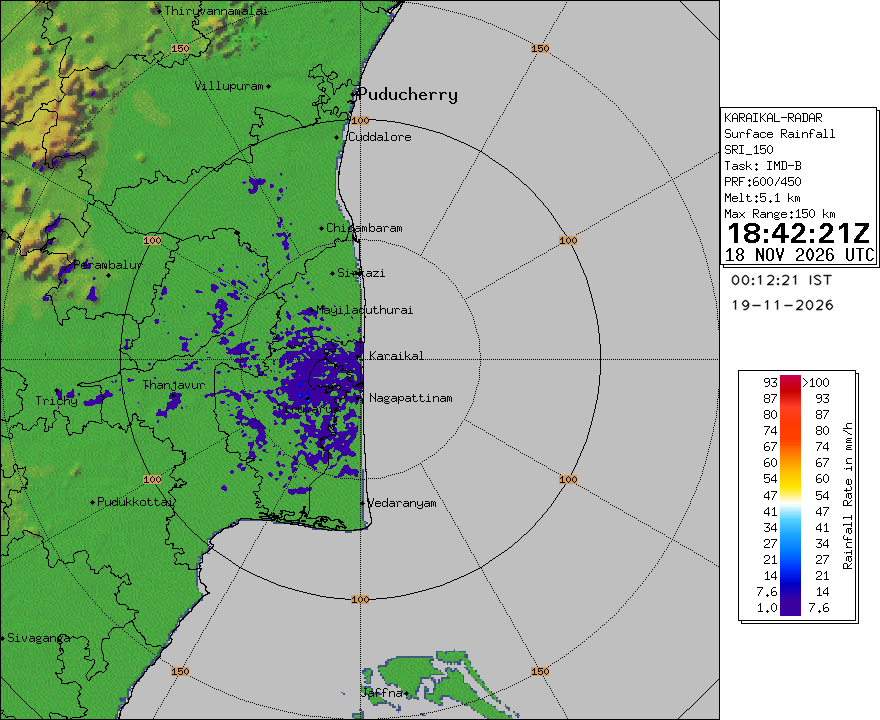 Thiruvannamalai
150
150
Villupuram
Puducherry
100
Cuddalore
Chidambaram
100
100
Perambalur
Sirkazi
Mayiladuthurai
Karaikal
Thanjavur
Trichy
Nagapattinam
100
100
Pudukkottai
Vedaranyam
100
Sivaganga
150
150
Jaffna
KARAIKAL-RADAR
Surface Rainfall
SRI_150
Task: IMD-B
PRF:600/450
Melt:5.1 km
Max Range:150 km
18:42:21Z
18 NOV 2026 UTC
00:12:21 IST
19-11-2026
93 >100
87 93
80 87
74 80
67 74
60 67
54 60
47 54
41 47
34 41
27 34
21 27
14 21
7.6 14
1.0 7.6
Rainfall Rate in mm/h